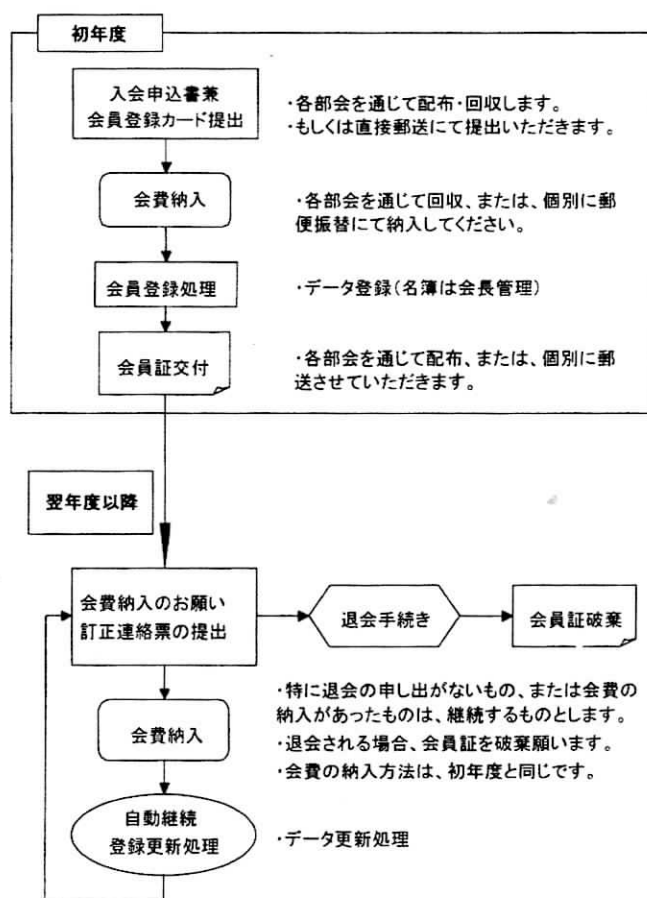 初年度
入会申込書兼
会員登録カード提出
・各部会を通じて配布・回収します。
・もしくは直接郵送にて提出いただきます。
会費納入
・各部会を通じて回収、または、個別に郵
便振替にて納入してください。
会員登録処理
・データ登録(名簿は会長管理)
会員証交付
・各部会を通じて配布、または、個別に郵
送させていただきます。
翌年度以降
会費納入のお願い
訂正連絡票の提出
退会手続き
会員証破棄
・特に退会の申し出がないもの、または会費の
納入があったものは、継続するものとします。
・退会される場合、会員証を破棄願います。
・会費の納入方法は、初年度と同じです。
会費納入
自動継続
登録更新処理
・データ更新処理